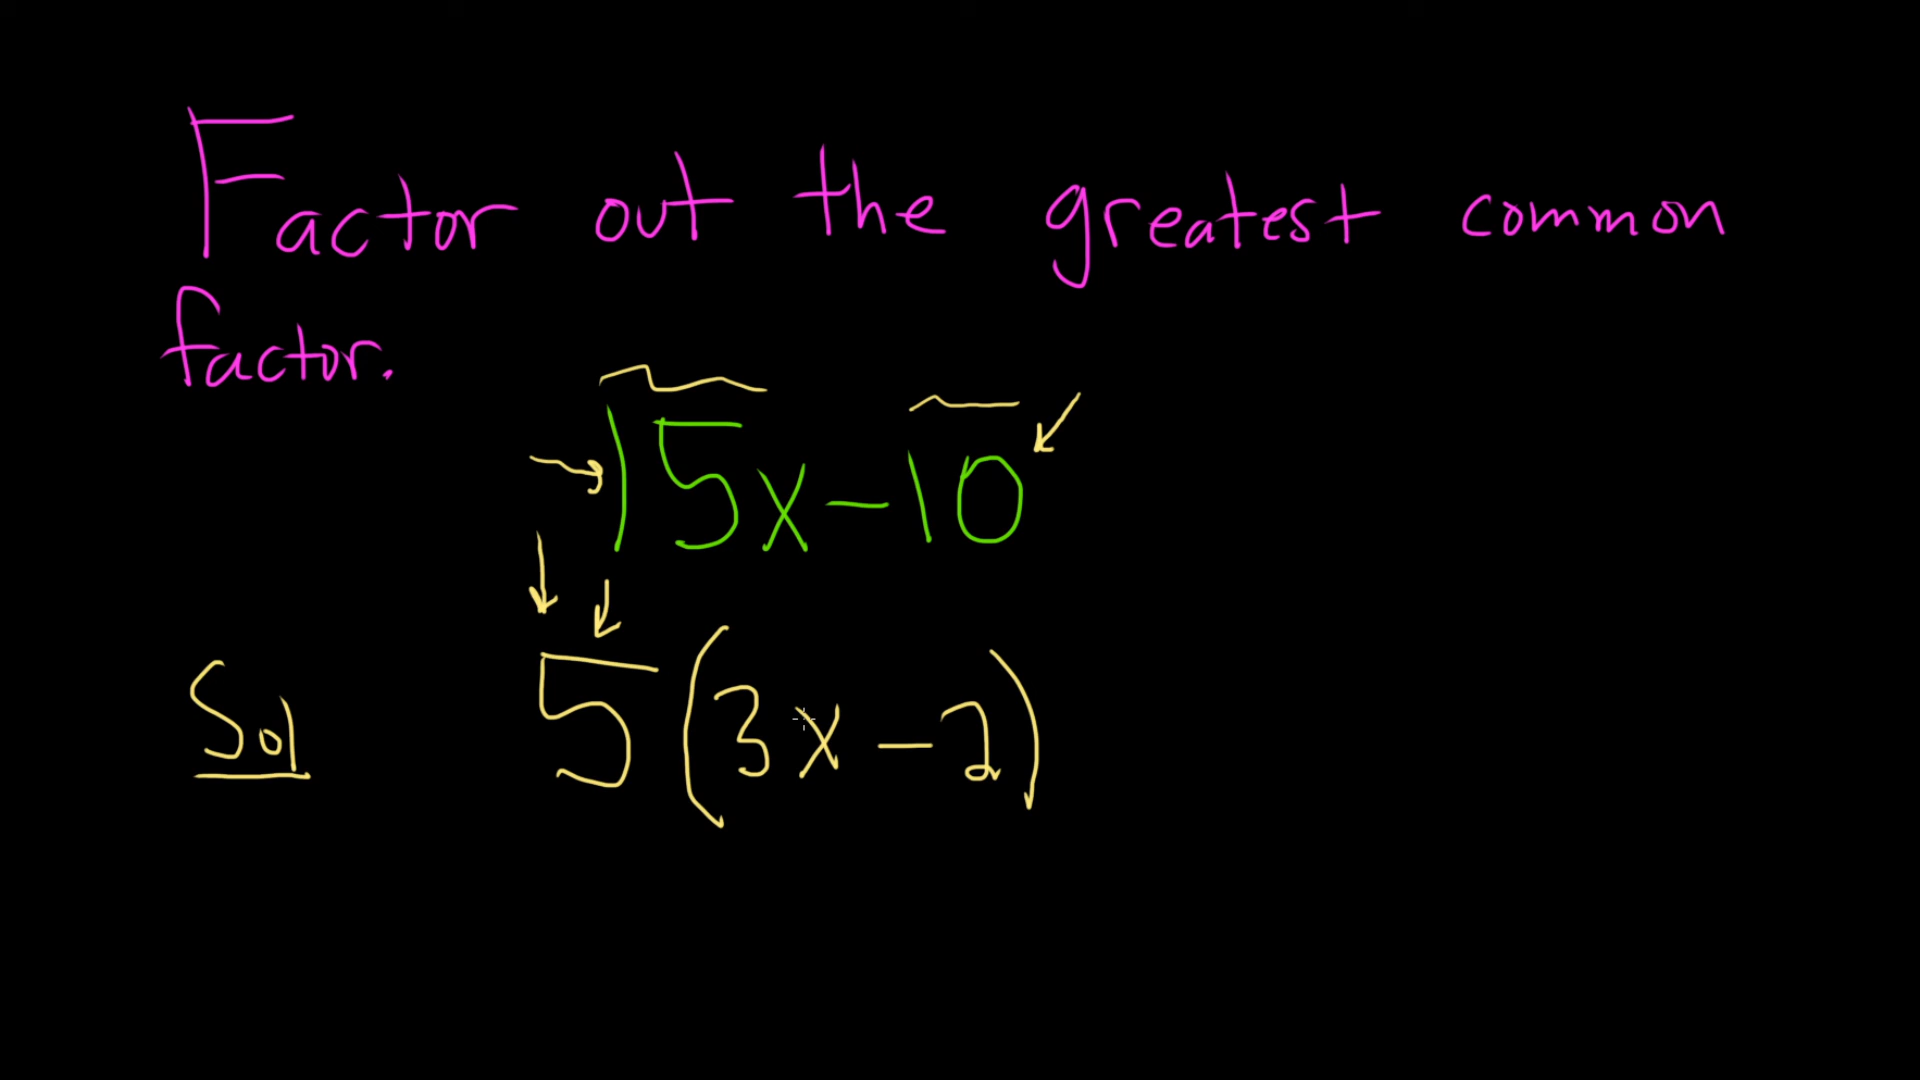 Factor out the greatest common
factor.
15x-10
Sol 5(3x-2)